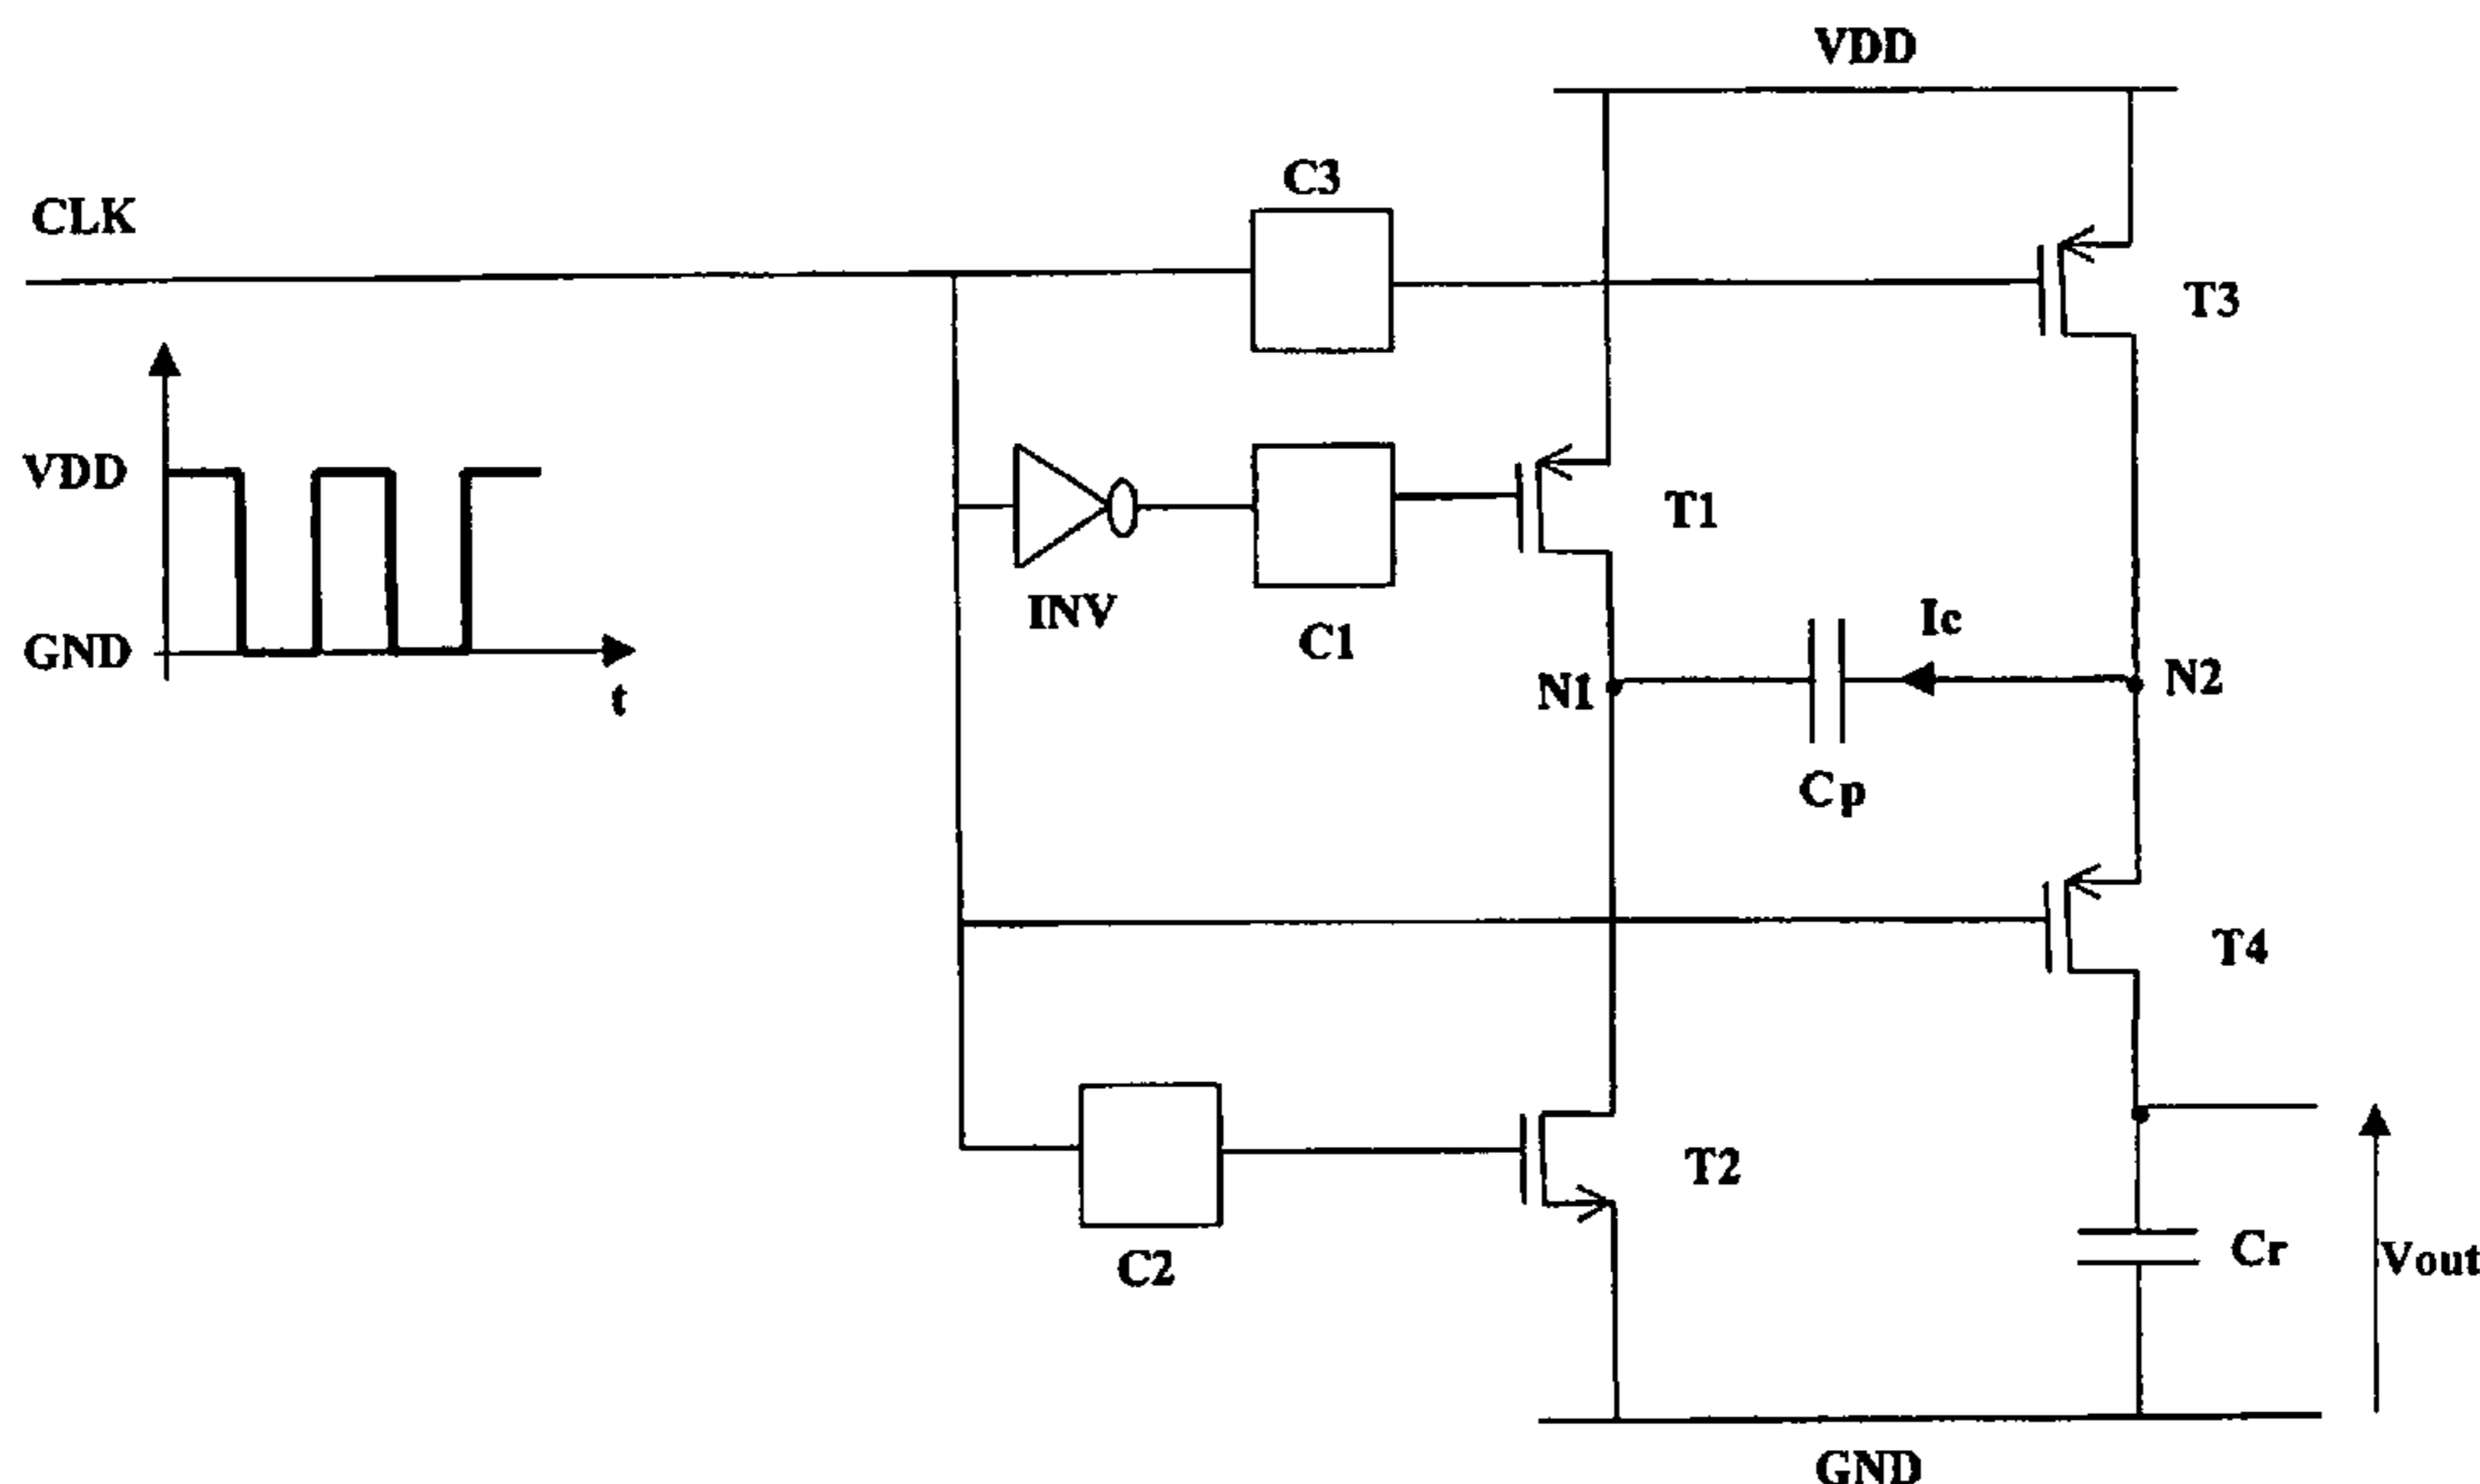 VDD
C3
CLK
T3
VDD
T1
INV
C1
Ic
GND
N1
N2
t
Cp
T4
T2
C2
Cr
Vout
GND